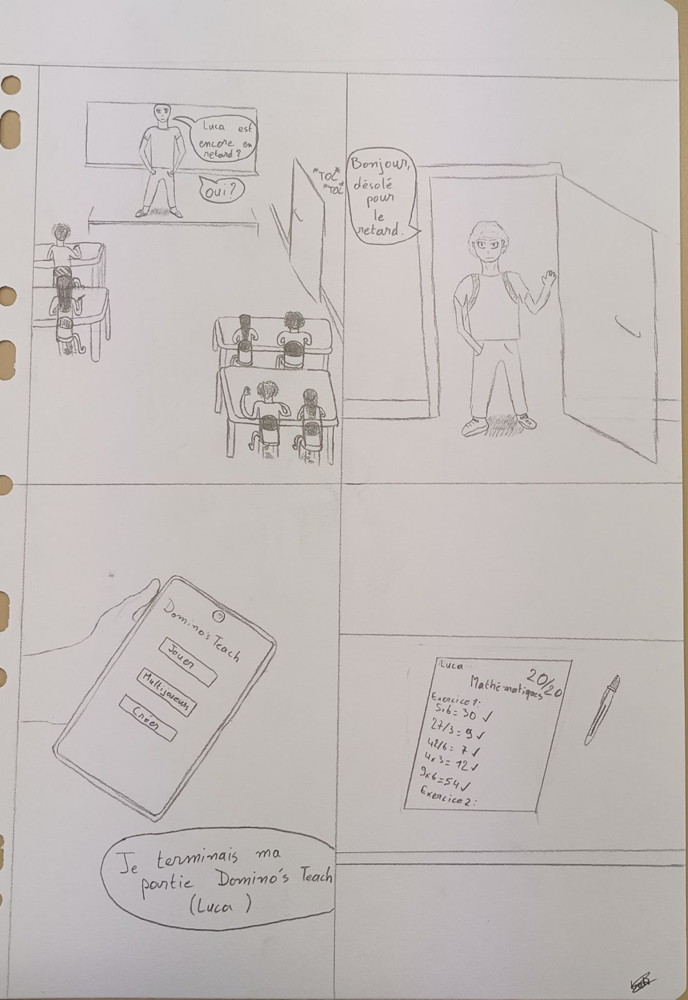 Luca est
encore en
retard ?
Oui ?
*TOC*
*TOC*
Bonjour,
désolé
pour
le
retard.
Domino's Teach
Jouer
Multijoueurs
Créer
Je terminais ma
partie Domino's Teach
(Luca )
Luca
20/20
Mathématiques
Exercice 1 :
5x6 = 30 ✓
27/3 = 9 ✓
42/6 = 7 ✓
4x3 = 12 ✓
9x6 = 54 ✓
Exercice 2 :